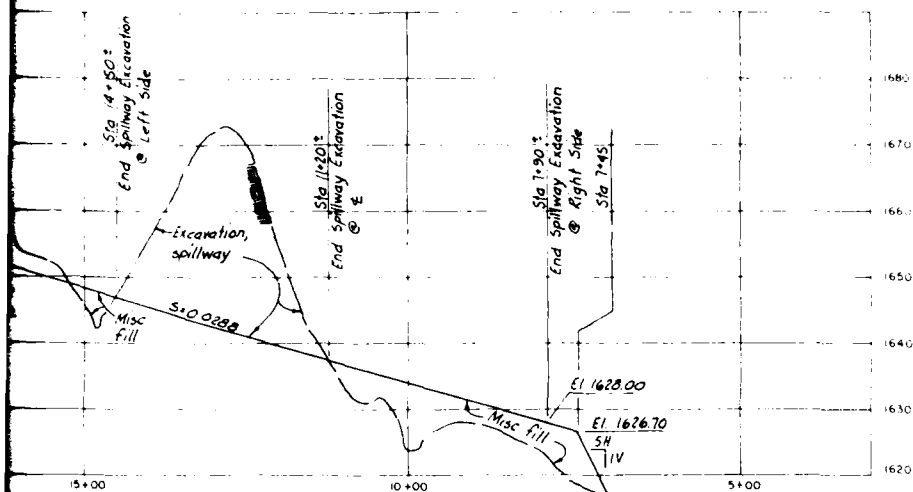 Sta 14+50±
End Spillway Excavation
@ Left Side
Sta 11+20±
End Spillway Excavation
@ ℄
Sta 7+90±
End Spillway Excavation
@ Right Side
Sta 7+45
1680
1670
1660
1650
1640
1630
1620
Excavation,
spillway
S=0.0288
Misc
fill
Misc fill
El. 1628.00
El. 1626.70
5H
1V
15+00
10+00
5+00